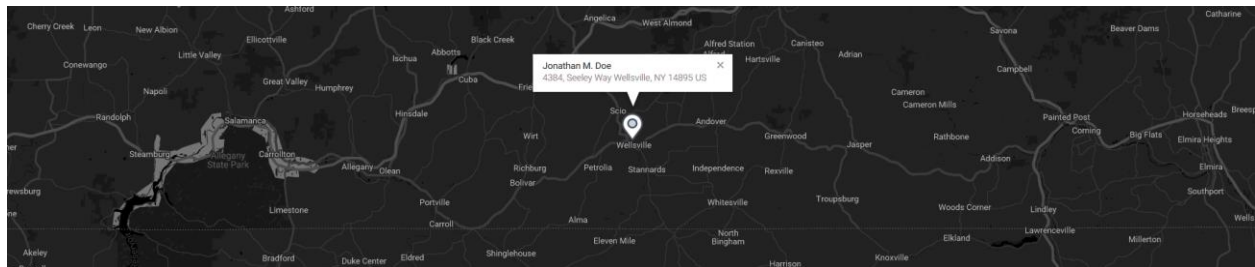 Ashford
Catharine
Cherry Creek
Leon
New Albion
Angelica
West Almond
Savona
Beaver Dams
Ellicottville
Black Creek
Alfred Station
Canisteo
Little Valley
Abbotts
Adrian
Conewango
Ischua
Jonathan M. Doe
×
Hartsville
Campbell
4384, Seeley Way Wellsville, NY 14895 US
Great Valley
Humphrey
Cuba
Napoli
Cameron
Cameron Mills
Randolph
Salamanca
Hinsdale
Scio
Andover
Painted Post
Horseheads
Wirt
Greenwood
Rathbone
Corning
Big Flats
Elmira Heights
Steamburg
Allegany
State Park
Carrollton
Wellsville
Jasper
Addison
Allegany
Olean
Richburg
Petrolia
Stannards
Independence
Rexville
Elmira
Bolivar
Southport
Limestone
Portville
Whitesville
Troupsburg
Woods Corner
Lindley
Carroll
Alma
Lawrenceville
Akeley
Bradford
Duke Center
Eldred
Shinglehouse
Eleven Mile
North
Bingham
Harrison
Knoxville
Elkland
Millerton